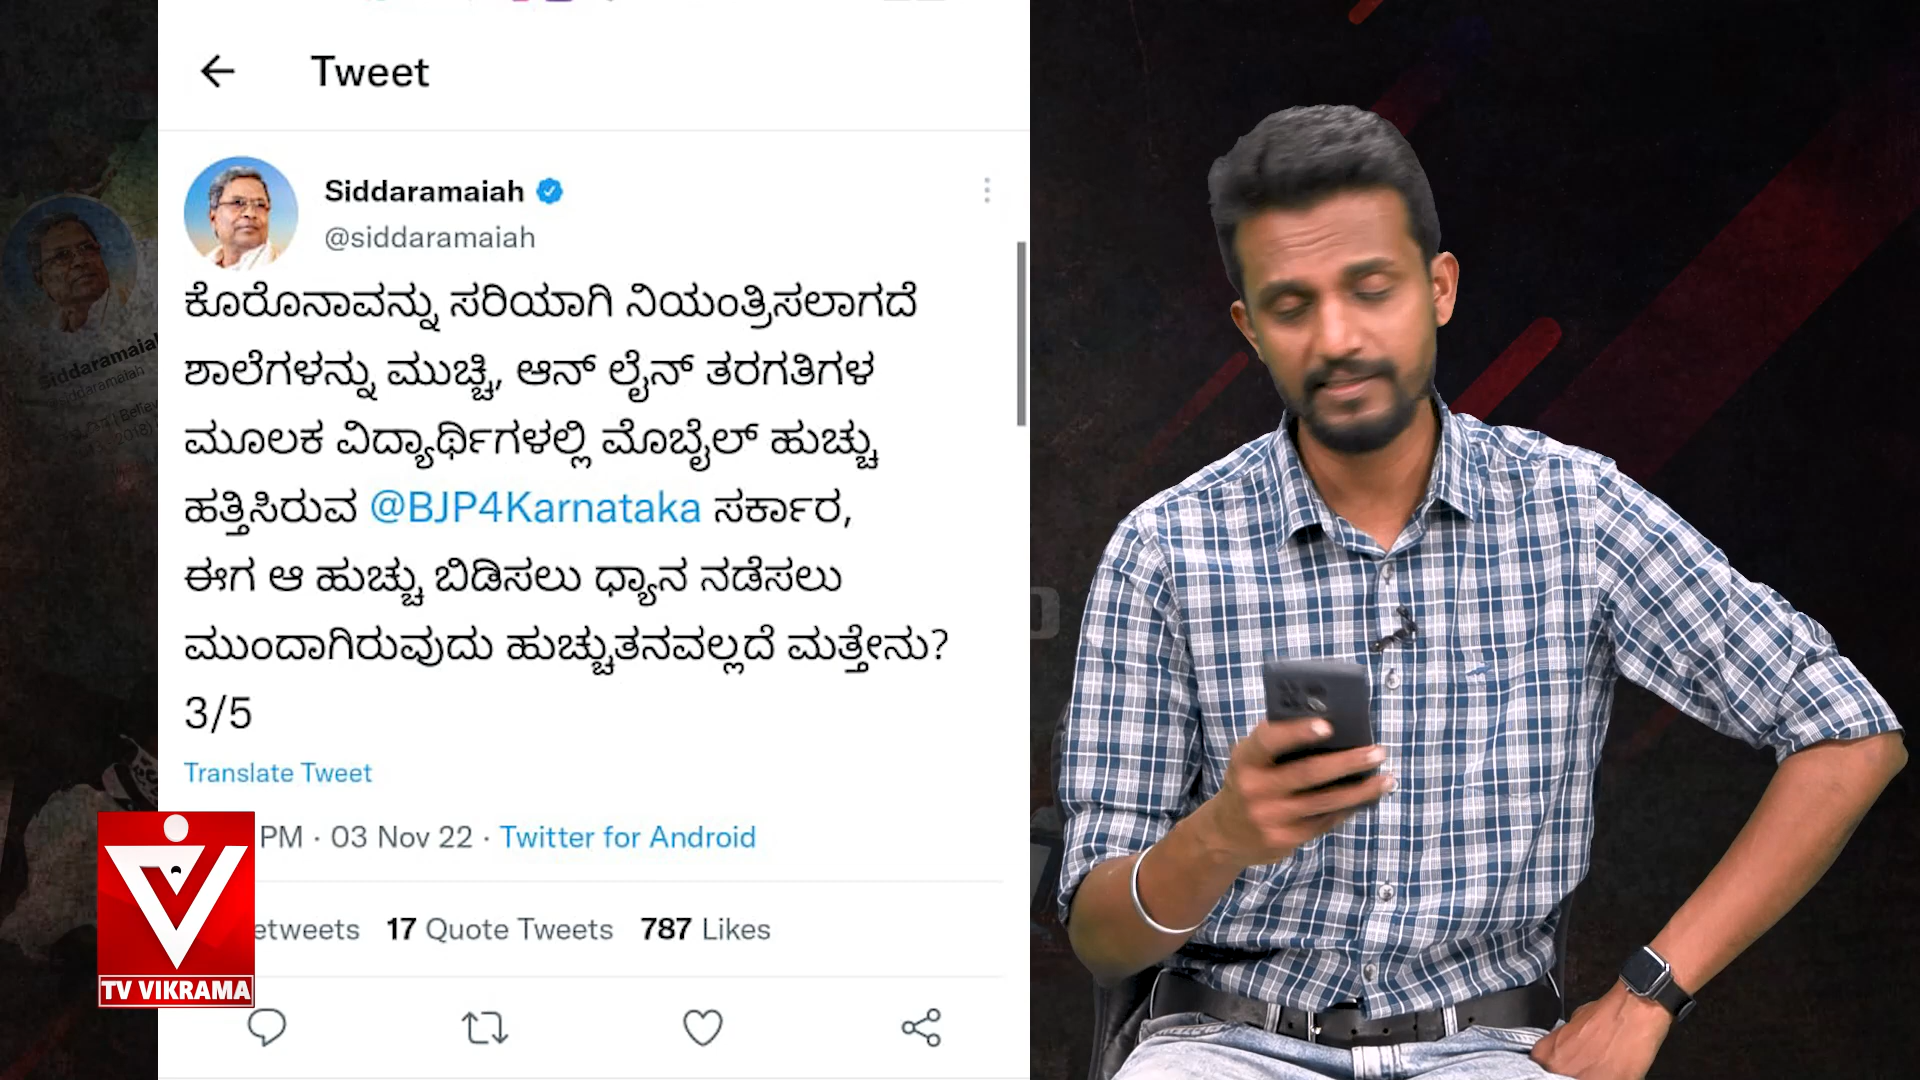 Tweet
Siddaramaiah
@siddaramaiah
ಕೊರೊನಾವನ್ನು ಸರಿಯಾಗಿ ನಿಯಂತ್ರಿಸಲಾಗದೆ
ಶಾಲೆಗಳನ್ನು ಮುಚ್ಚಿ, ಆನ್ ಲೈನ್ ತರಗತಿಗಳ
ಮೂಲಕ ವಿದ್ಯಾರ್ಥಿಗಳಲ್ಲಿ ಮೊಬೈಲ್ ಹುಚ್ಚು
ಹತ್ತಿಸಿರುವ @BJP4Karnataka ಸರ್ಕಾರ,
ಈಗ ಆ ಹುಚ್ಚು ಬಿಡಿಸಲು ಧ್ಯಾನ ನಡೆಸಲು
ಮುಂದಾಗಿರುವುದು ಹುಚ್ಚುತನವಲ್ಲದೆ ಮತ್ತೇನು?
3/5
Translate Tweet
PM · 03 Nov 22 · Twitter for Android
etweets 17 Quote Tweets 787 Likes
TV VIKRAMA
Siddaramaia